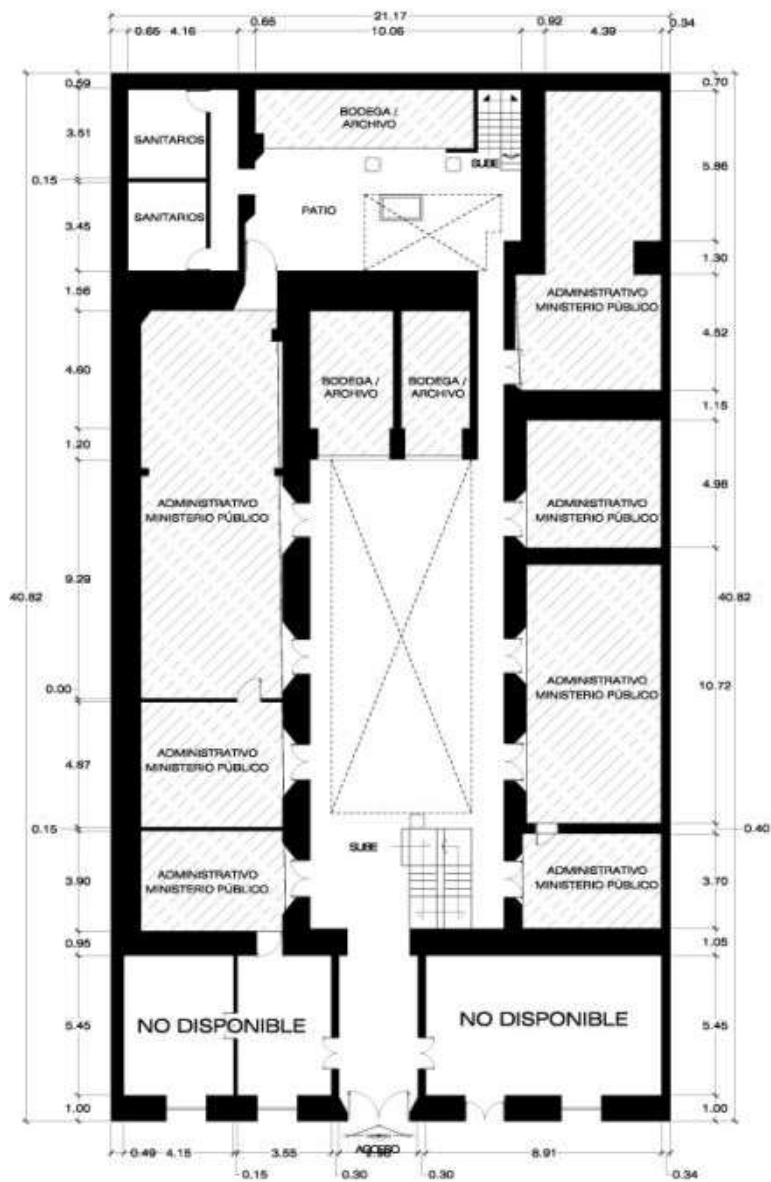 21.17
0.65 4.16
0.65
10.06
0.92
4.39
0.34
0.59
3.51
0.15
3.45
1.56
4.60
1.20
9.29
40.82
0.00
4.87
0.15
3.90
0.95
5.45
1.00
0.70
5.86
1.30
4.52
1.15
4.98
40.82
10.72
0.40
3.70
1.05
5.45
1.00
BODEGA /
ARCHIVO
SANITARIOS
SUBE
SANITARIOS
PATIO
ADMINISTRATIVO
MINISTERIO PÚBLICO
BODEGA /
ARCHIVO
BODEGA /
ARCHIVO
ADMINISTRATIVO
MINISTERIO PÚBLICO
ADMINISTRATIVO
MINISTERIO PÚBLICO
ADMINISTRATIVO
MINISTERIO PÚBLICO
ADMINISTRATIVO
MINISTERIO PÚBLICO
SUBE
ADMINISTRATIVO
MINISTERIO PÚBLICO
ADMINISTRATIVO
MINISTERIO PÚBLICO
NO DISPONIBLE
NO DISPONIBLE
ACCESO
0.49 4.15
0.15
3.55
0.30
0.30
8.91
0.34